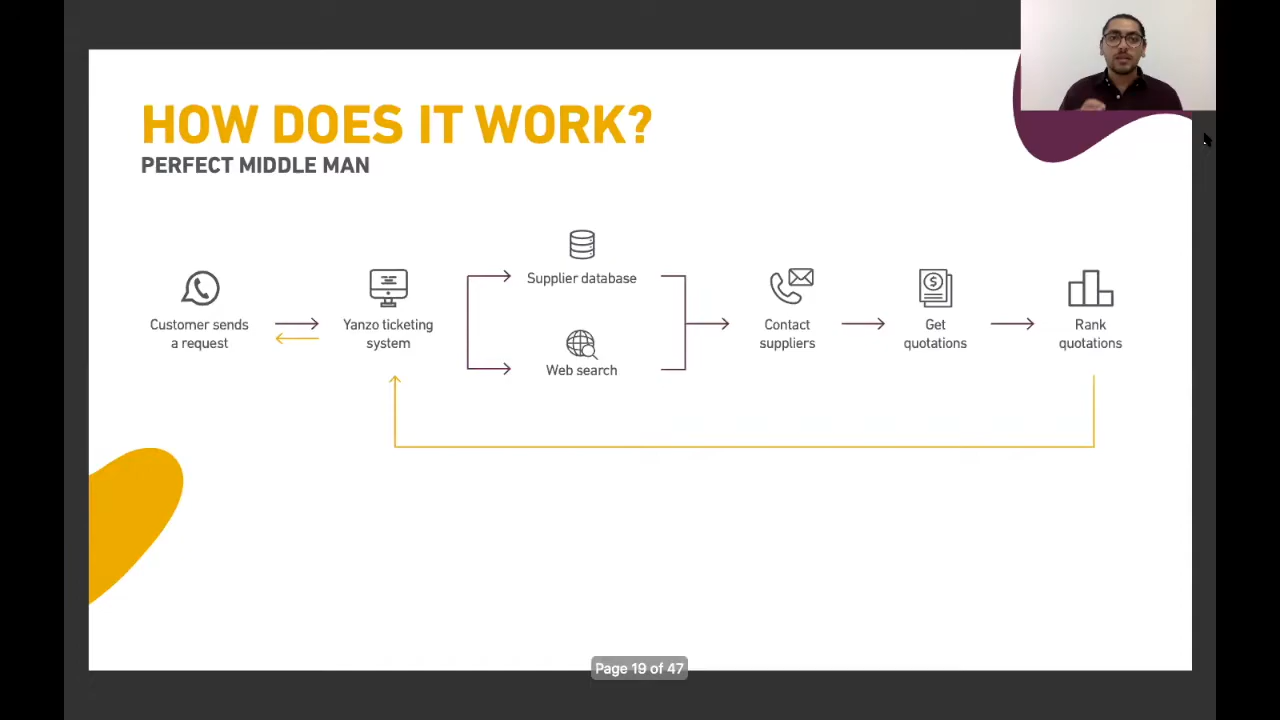 HOW DOES IT WORK?
PERFECT MIDDLE MAN
Customer sends
a request
Yanzo ticketing
system
Supplier database
Web search
Contact
suppliers
Get
quotations
Rank
quotations
Page 19 of 47